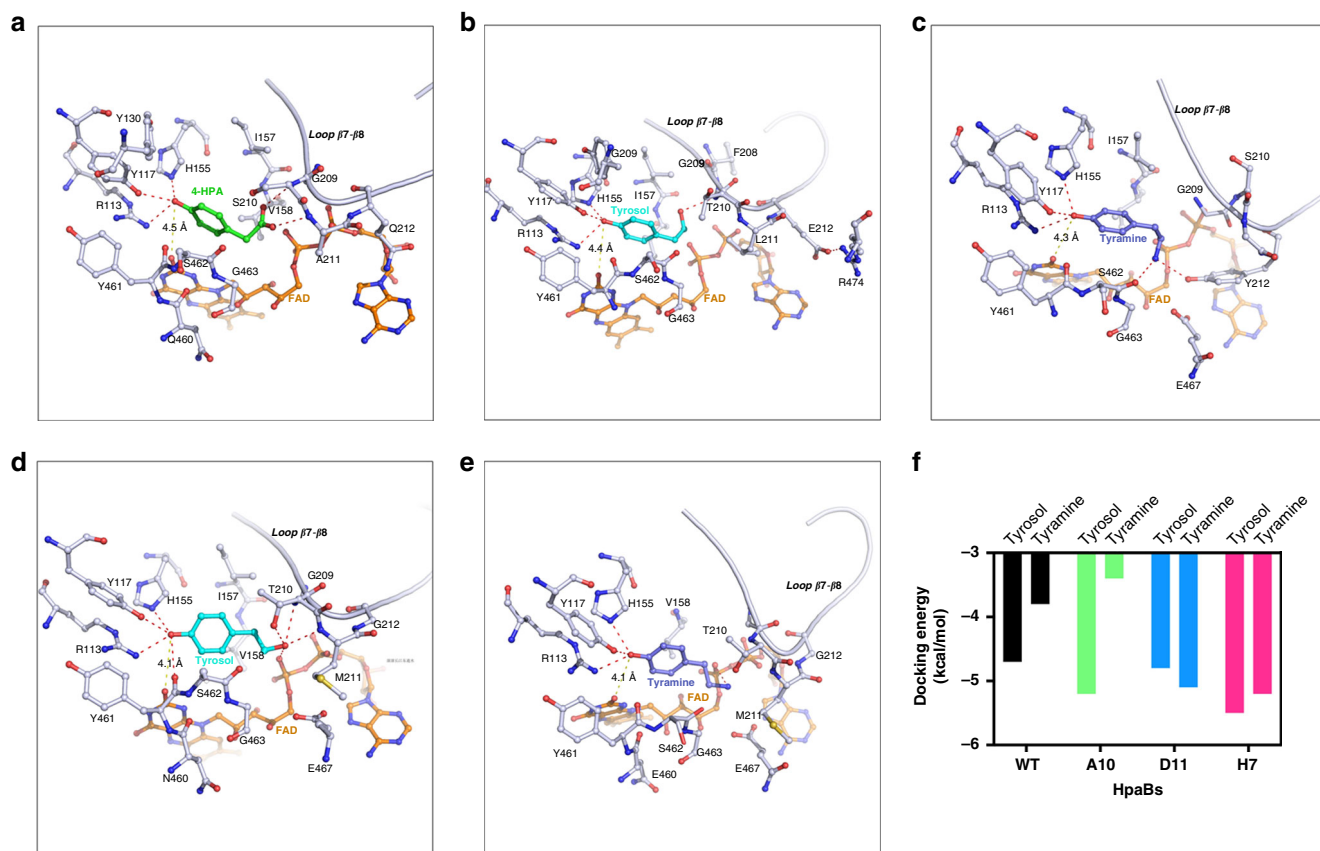 a
Y130
I157
Loop β7-β8
H155
Y117
4-HPA
G209
S210
V158
R113
Q212
4.5 Å
S462
A211
G463
Y461
FAD
Q460
b
Loop β7-β8
G209
F208
G209
H155
I157
Y117
Tyrosol
T210
R113
E212
4.4 Å
L211
S462
R474
Y461
FAD
G463
c
Loop β7-β8
H155
I157
S210
Y117
G209
R113
Tyramine
4.3 Å
S462
Y212
FAD
Y461
G463
E467
d
Loop β7-β8
Y117
I157
G209
H155
T210
G212
R113
Tyrosol
V158
4.1 Å
M211
S462
Y461
G463
FAD
E467
N460
e
Loop β7-β8
Y117
V158
H155
T210
R113
G212
4.1 Å
Tyramine
FAD
M211
Y461
S462
G463
E460
E467
f
Tyrosol
Tyramine
Tyrosol
Tyramine
Tyrosol
Tyramine
Tyrosol
Tyramine
Docking energy
(kcal/mol)
–3
–4
–5
–6
WT A10 D11 H7
HpaBs